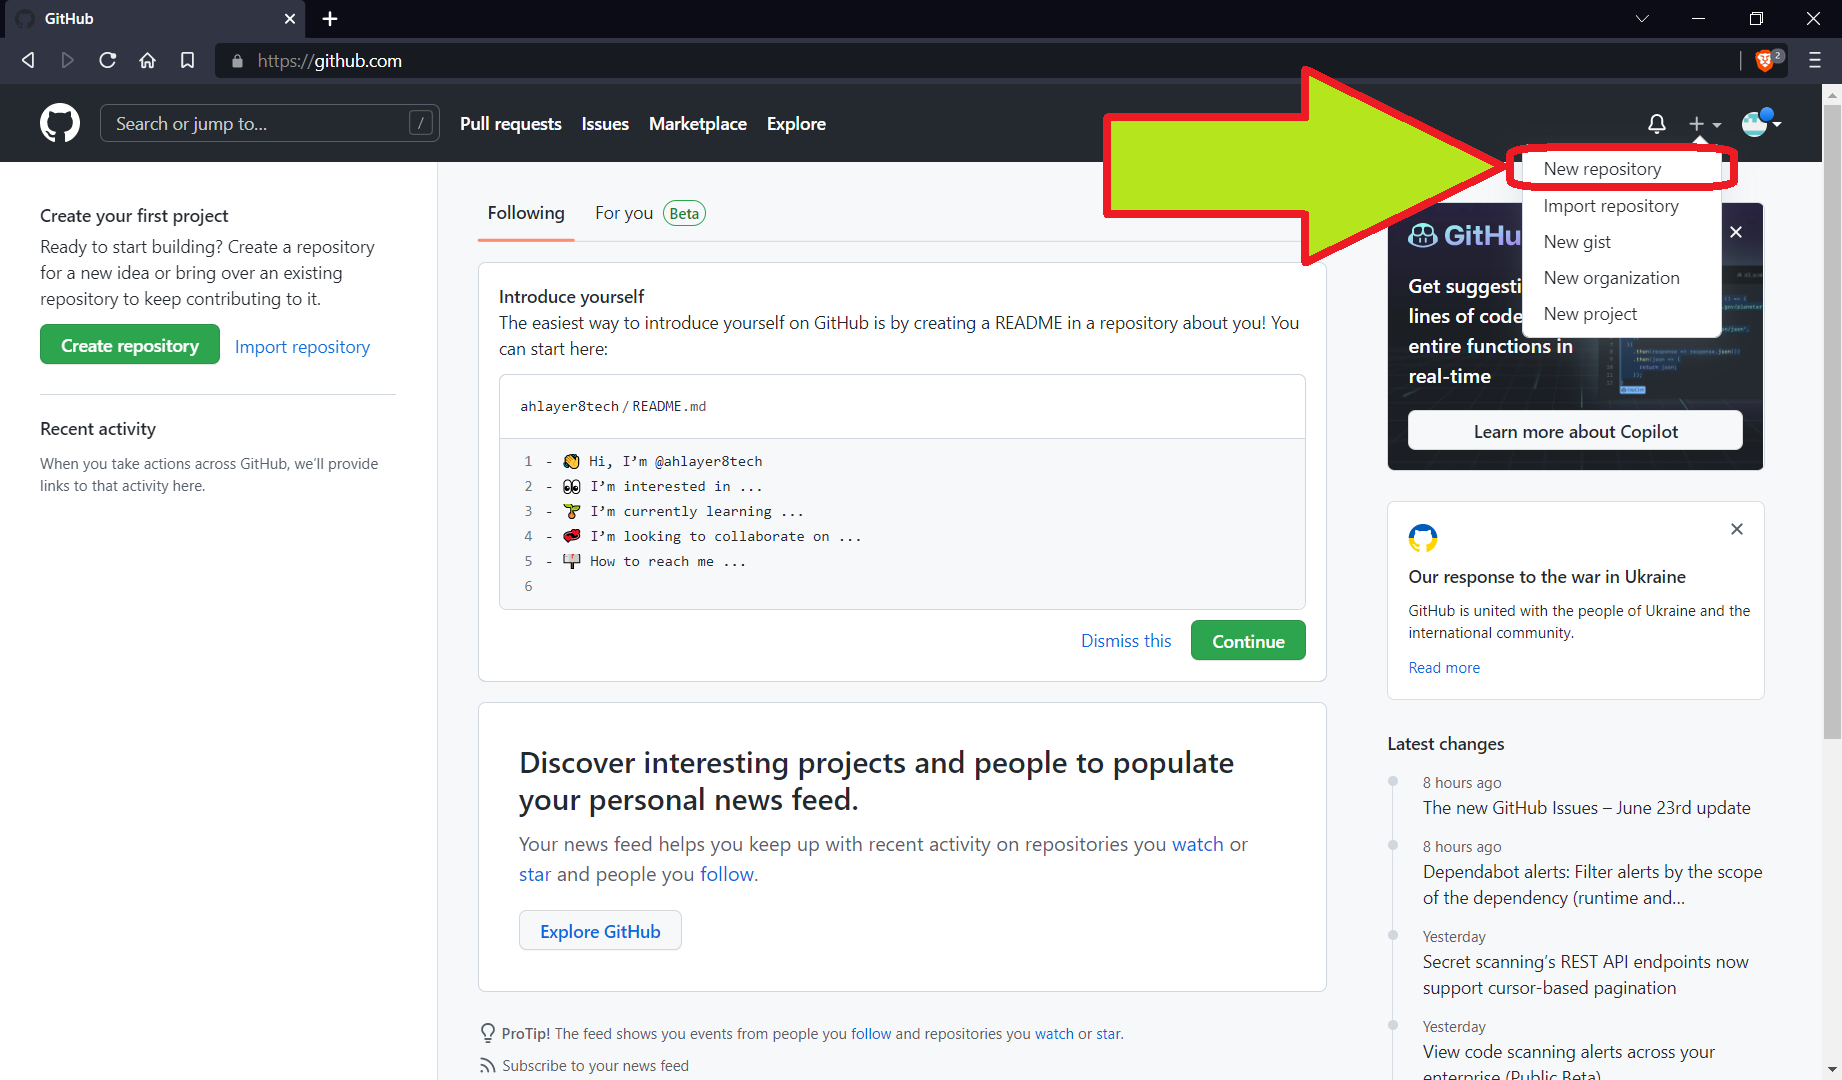 GitHub
https://github.com
2
Search or jump to... /
Pull requests Issues Marketplace Explore
New repository
Import repository
New gist
New organization
New project
Create your first project
Ready to start building? Create a repository
for a new idea or bring over an existing
repository to keep contributing to it.
Create repository Import repository
Recent activity
When you take actions across GitHub, we'll provide
links to that activity here.
Following For you Beta
Introduce yourself
The easiest way to introduce yourself on GitHub is by creating a README in a repository about you! You
can start here:
ahlayer8tech / README.md
1 - 👋 Hi, I'm @ahlayer8tech
2 - 👀 I'm interested in ...
3 - 🌱 I'm currently learning ...
4 - 💞️ I'm looking to collaborate on ...
5 - 📫 How to reach me ...
6
Dismiss this Continue
Discover interesting projects and people to populate
your personal news feed.
Your news feed helps you keep up with recent activity on repositories you watch or
star and people you follow.
Explore GitHub
ProTip! The feed shows you events from people you follow and repositories you watch or star.
Subscribe to your news feed
GitHu
Get suggesti
lines of code
entire functions in
real-time
Learn more about Copilot
Our response to the war in Ukraine
GitHub is united with the people of Ukraine and the
international community.
Read more
Latest changes
8 hours ago
The new GitHub Issues – June 23rd update
8 hours ago
Dependabot alerts: Filter alerts by the scope
of the dependency (runtime and...
Yesterday
Secret scanning's REST API endpoints now
support cursor-based pagination
Yesterday
View code scanning alerts across your
enterprise (Public Beta)